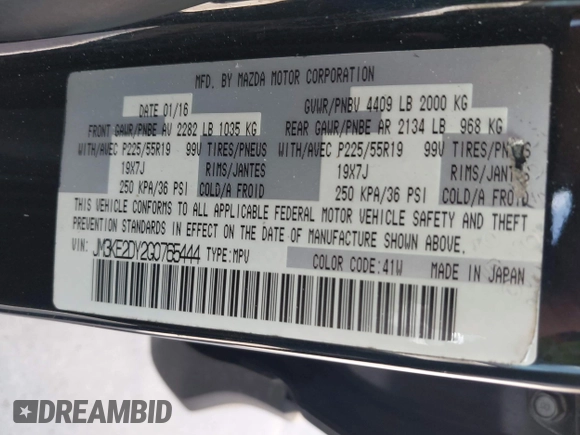 MFD. BY MAZDA MOTOR CORPORATION
DATE 01/16 GVWR/PNBV 4409 LB 2000 KG
FRONT GAWR/PNBE AV 2282 LB 1035 KG REAR GAWR/PNBE AR 2134 LB 968 KG
WITH/AVEC P225/55R19 99V TIRES/PNEUS WITH/AVEC P225/55R19 99V TIRES/PNEUS
19X7J RIMS/JANTES 19X7J RIMS/JANTES
250 KPA/36 PSI COLD/A FROID 250 KPA/36 PSI COLD/A FROID
THIS VEHICLE CONFORMS TO ALL APPLICABLE FEDERAL MOTOR VEHICLE SAFETY AND THEFT
PREVENTION STANDARDS IN EFFECT ON THE DATE OF MANUFACTURE SHOWN ABOVE.
VIN: JM3KE2DY2G0765444 TYPE:MPV COLOR CODE:41W MADE IN JAPAN
DREAMBID